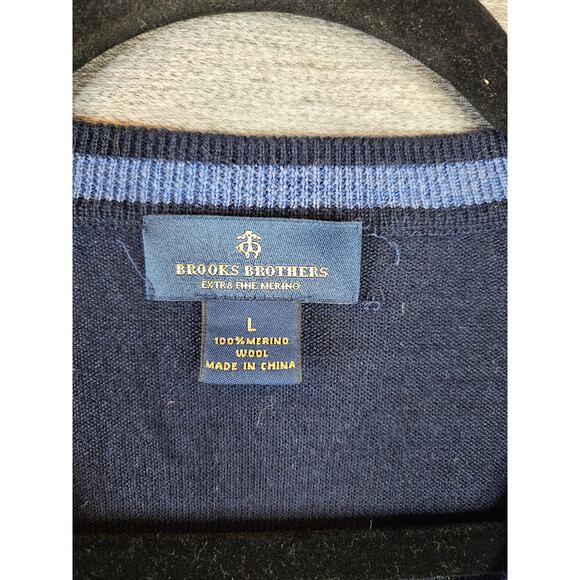 BROOKS BROTHERS
EXTRA FINE MERINO
L
100% MERINO
WOOL
MADE IN CHINA